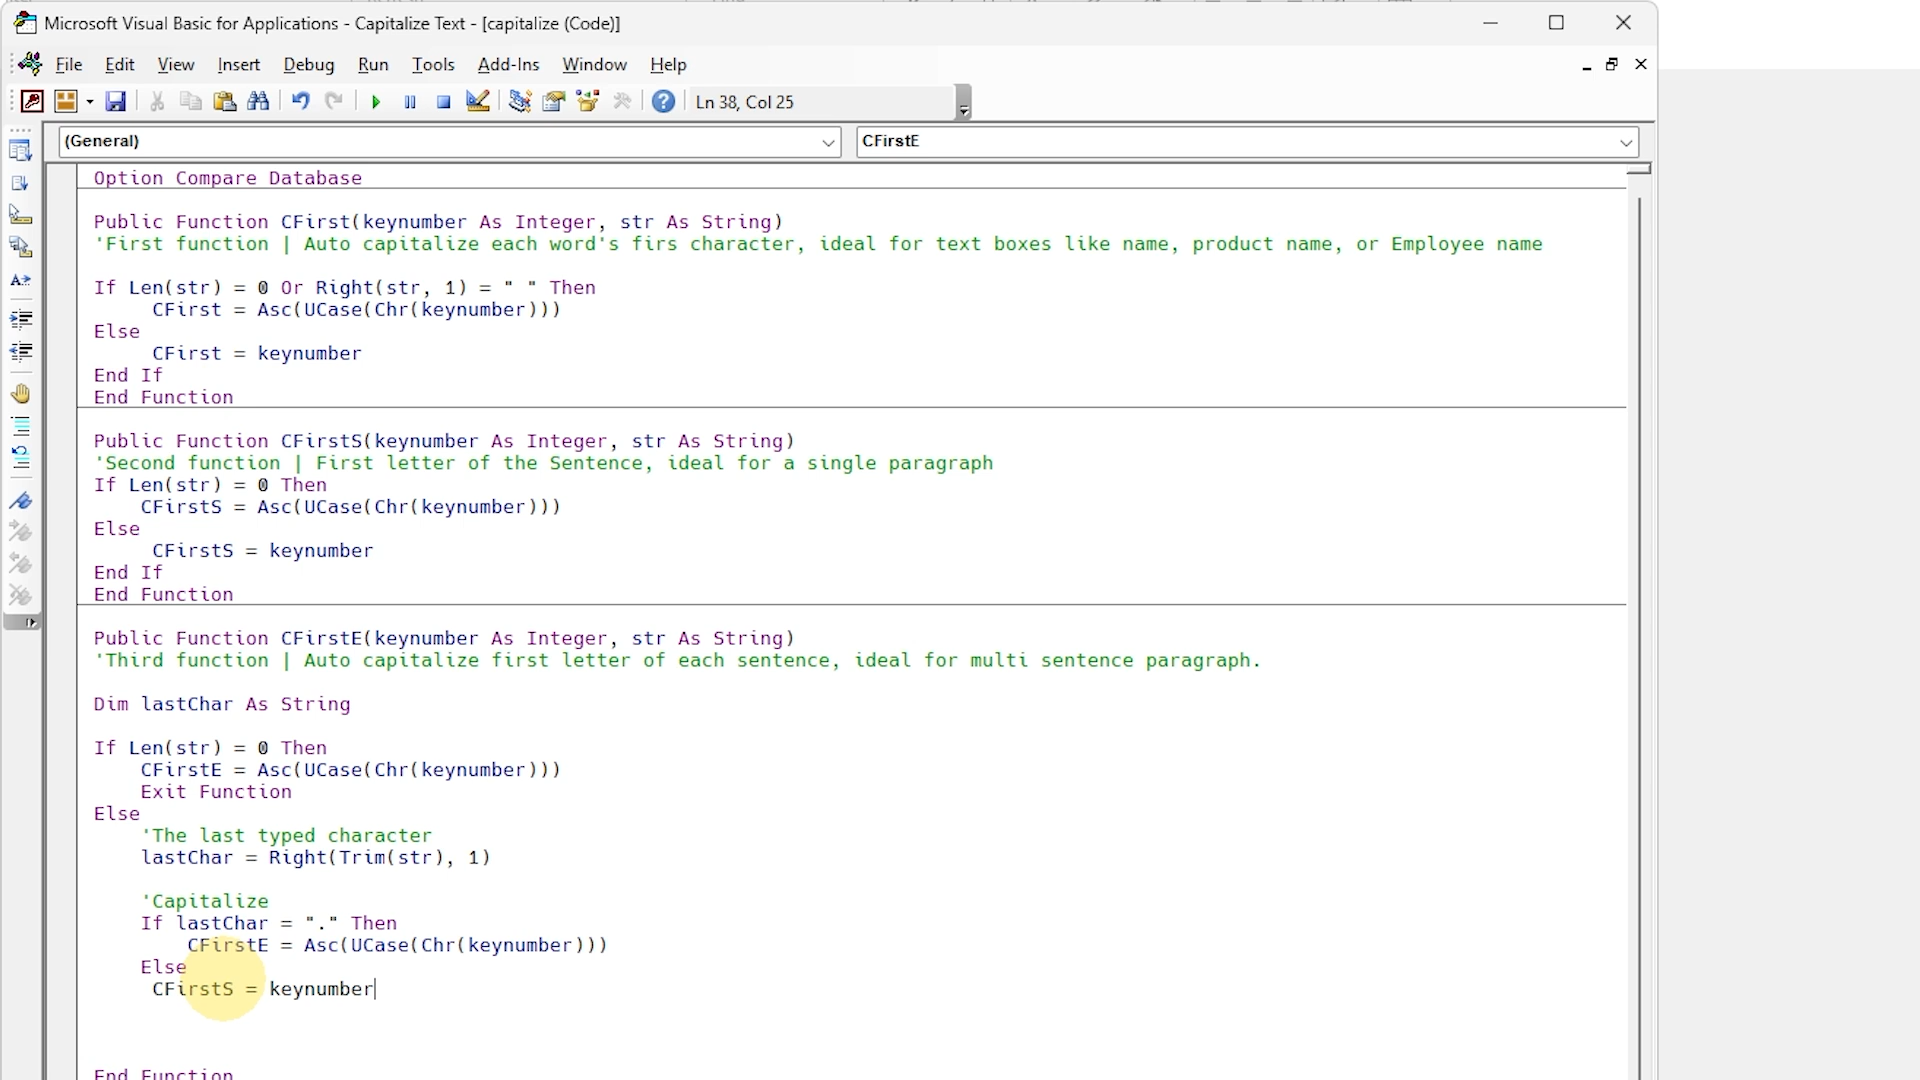 Microsoft Visual Basic for Applications - Capitalize Text - [capitalize (Code)]
File Edit View Insert Debug Run Tools Add-Ins Window Help
Ln 38, Col 25
(General)
CFirstE
Option Compare Database
Public Function CFirst(keynumber As Integer, str As String)
'First function | Auto capitalize each word's firs character, ideal for text boxes like name, product name, or Employee name
If Len(str) = 0 Or Right(str, 1) = " " Then
CFirst = Asc(UCase(Chr(keynumber)))
Else
CFirst = keynumber
End If
End Function
Public Function CFirstS(keynumber As Integer, str As String)
'Second function | First letter of the Sentence, ideal for a single paragraph
If Len(str) = 0 Then
CFirstS = Asc(UCase(Chr(keynumber)))
Else
CFirstS = keynumber
End If
End Function
Public Function CFirstE(keynumber As Integer, str As String)
'Third function | Auto capitalize first letter of each sentence, ideal for multi sentence paragraph.
Dim lastChar As String
If Len(str) = 0 Then
CFirstE = Asc(UCase(Chr(keynumber)))
Exit Function
Else
'The last typed character
lastChar = Right(Trim(str), 1)
'Capitalize
If lastChar = "." Then
CFirstE = Asc(UCase(Chr(keynumber)))
Else
CFirstS = keynumber
End Function